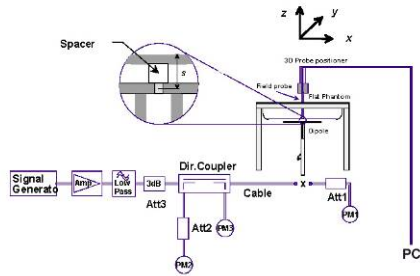 z
y
x
Spacer
s
3D Probe positioner
Field probe
Flat Phantom
Dipole
Dir.Coupler
Signal
Generato
Amp
Low
Pass
3dB
Cable
x
Att1
Att3
Att2
PM3
PM1
PM2
PC